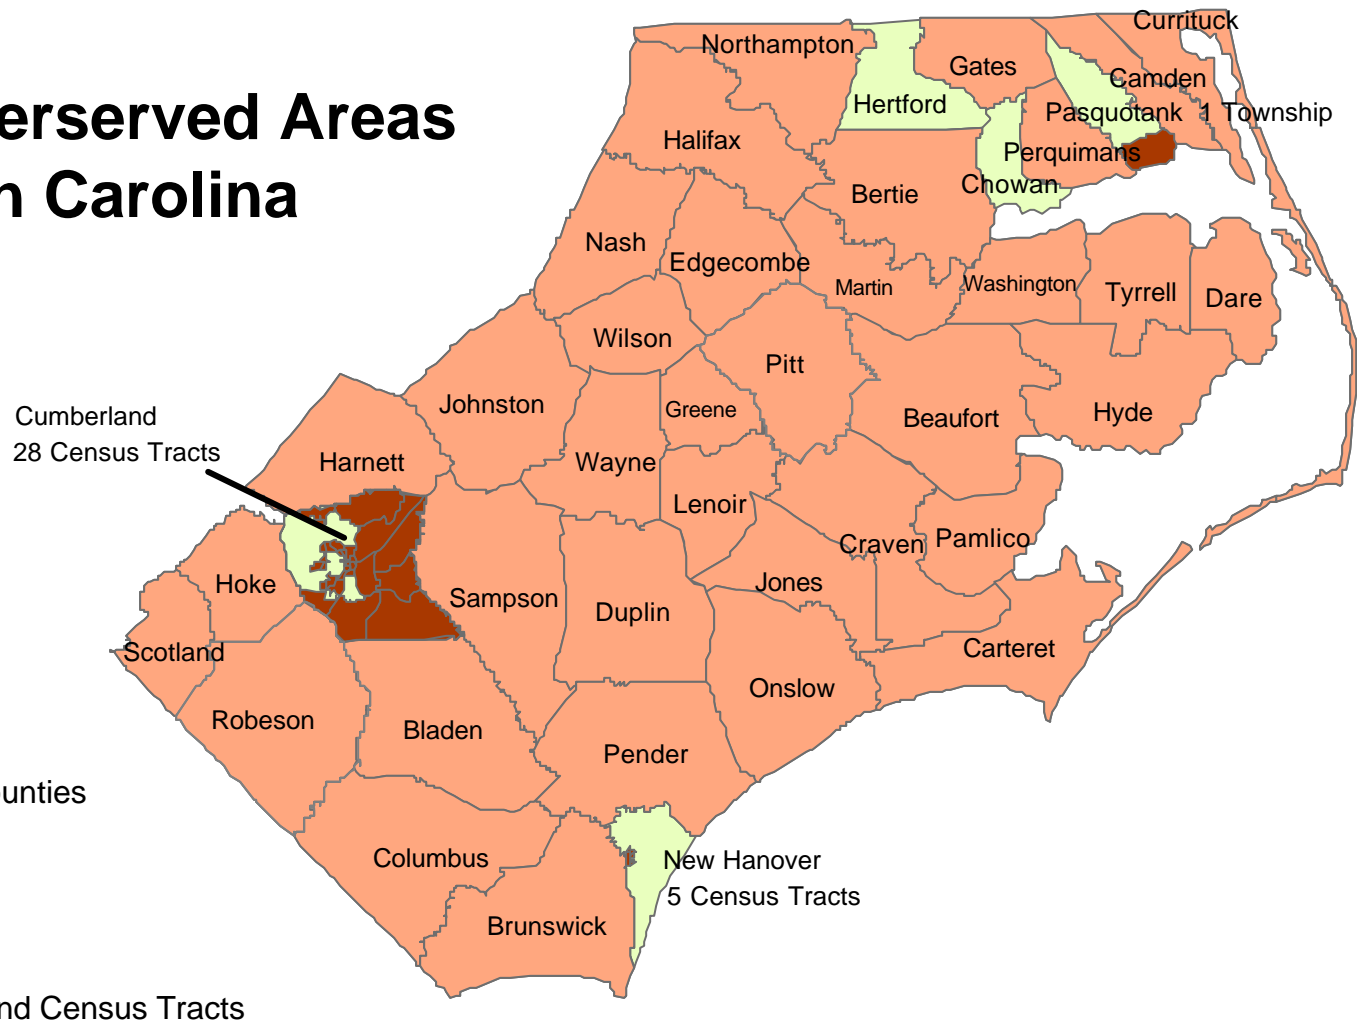 erserved Areas
n Carolina
Currituck
Northampton
Gates
Camden
Hertford
Pasquotank 1 Township
Halifax
Perquimans
Chowan
Bertie
Nash
Edgecombe
Martin
Washington
Tyrrell
Dare
Wilson
Pitt
Johnston
Greene
Beaufort
Hyde
Cumberland
28 Census Tracts
Harnett
Wayne
Lenoir
Craven
Pamlico
Hoke
Sampson
Duplin
Jones
Scotland
Carteret
Onslow
Robeson
Bladen
Pender
ounties
Columbus
New Hanover
5 Census Tracts
Brunswick
nd Census Tracts